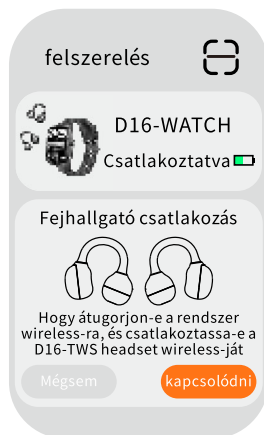 felszerelés
D16-WATCH
Csatlakoztatva
Fejhallgató csatlakozás
Hogy átugorjon-e a rendszer
wireless-ra, és csatlakoztassa-e a
D16-TWS headset wireless-ját
Mégsem
kapcsolódni